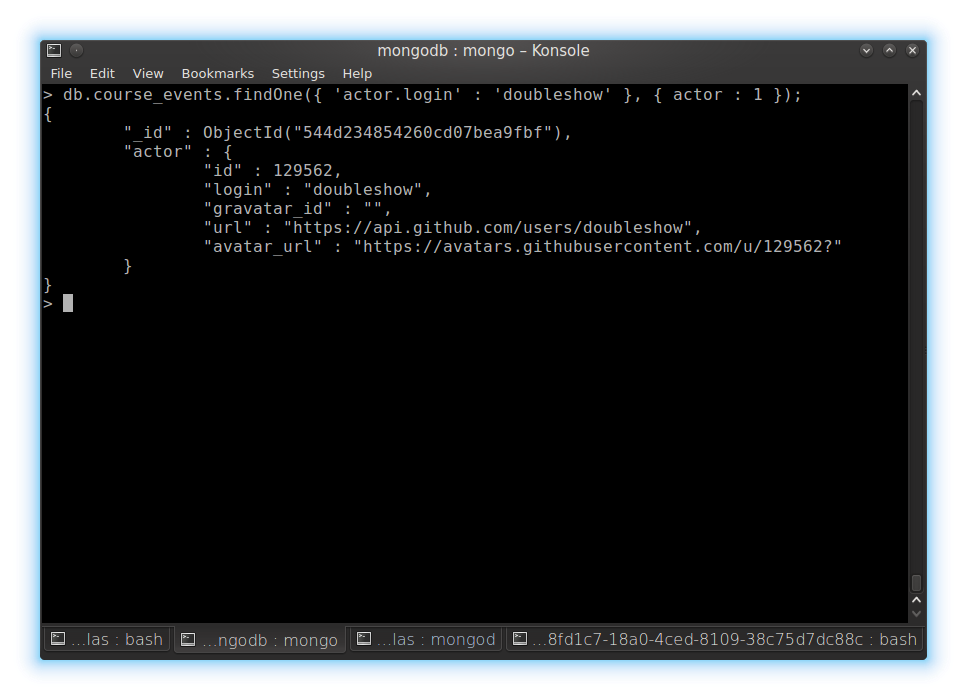 mongodb : mongo – Konsole
File Edit View Bookmarks Settings Help
> db.course_events.findOne({ 'actor.login' : 'doubleshow' }, { actor : 1 });
{
        "_id" : ObjectId("544d234854260cd07bea9fbf"),
        "actor" : {
                "id" : 129562,
                "login" : "doubleshow",
                "gravatar_id" : "",
                "url" : "https://api.github.com/users/doubleshow",
                "avatar_url" : "https://avatars.githubusercontent.com/u/129562?"
        }
}
>
...las : bash ...ngodb : mongo ...las : mongod ...8fd1c7-18a0-4ced-8109-38c75d7dc88c : bash